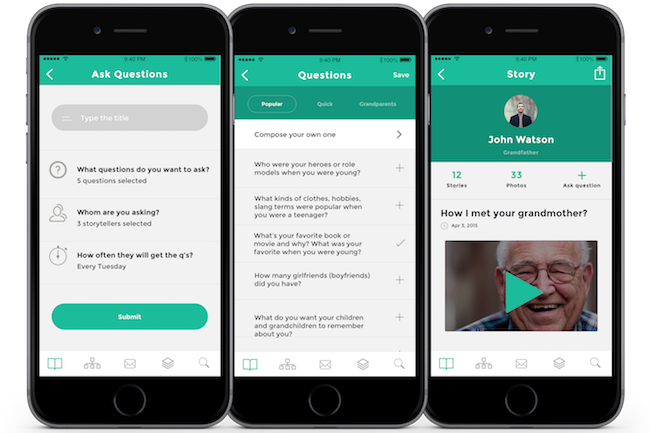 9:40 PM
100%
Ask Questions
Type the title
What questions do you want to ask?
5 questions selected
Whom are you asking?
3 storytellers selected
How often they will get the q's?
Every Tuesday
Submit
9:40 PM
100%
Questions
Save
Popular
Quick
Grandparents
Compose your own one
Who were your heroes or role
models when you were young?
What kinds of clothes, hobbies,
slang terms were popular when
you were a teenager?
What's your favorite book or
movie and why? What was your
favorite when you were young?
How many girlfriends (boyfriends)
did you have?
What do you want your children
and grandchildren to remember
about you?
9:40 PM
100%
Story
John Watson
Grandfather
12
Stories
33
Photos
Ask question
How I met your grandmother?
Apr 3, 2015